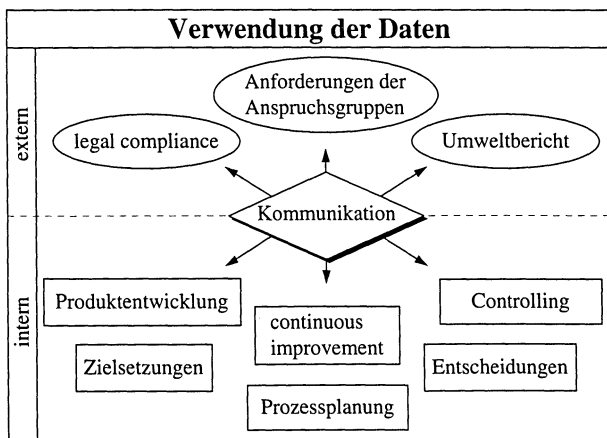 Verwendung der Daten
extern
Anforderungen der
Anspruchsgruppen
legal compliance
Umweltbericht
Kommunikation
intern
Produktentwicklung
Controlling
continuous
improvement
Zielsetzungen
Entscheidungen
Prozessplanung